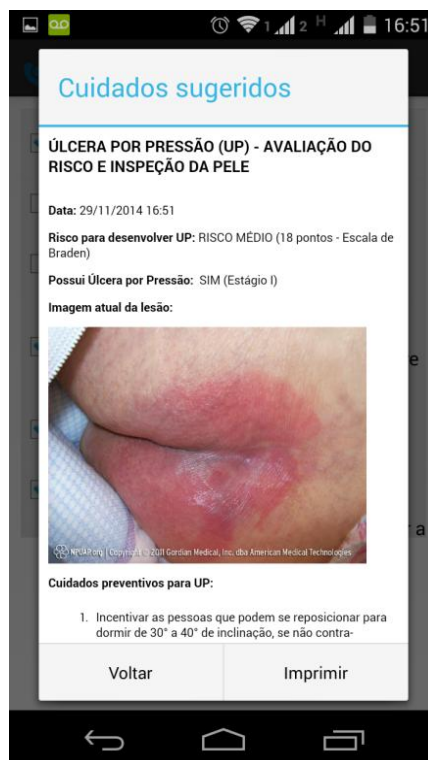 1 2 H 16:51
Cuidados sugeridos
ÚLCERA POR PRESSÃO (UP) - AVALIAÇÃO DO
RISCO E INSPEÇÃO DA PELE
Data: 29/11/2014 16:51
Risco para desenvolver UP: RISCO MÉDIO (18 pontos - Escala de
Braden)
Possui Úlcera por Pressão: SIM (Estágio I)
Imagem atual da lesão:
NPUAP.org | Copyright © 2011 Gordian Medical, Inc. dba American Medical Technologies
Cuidados preventivos para UP:
1. Incentivar as pessoas que podem se reposicionar para
dormir de 30° a 40° de inclinação, se não contra-
e
a
Voltar Imprimir